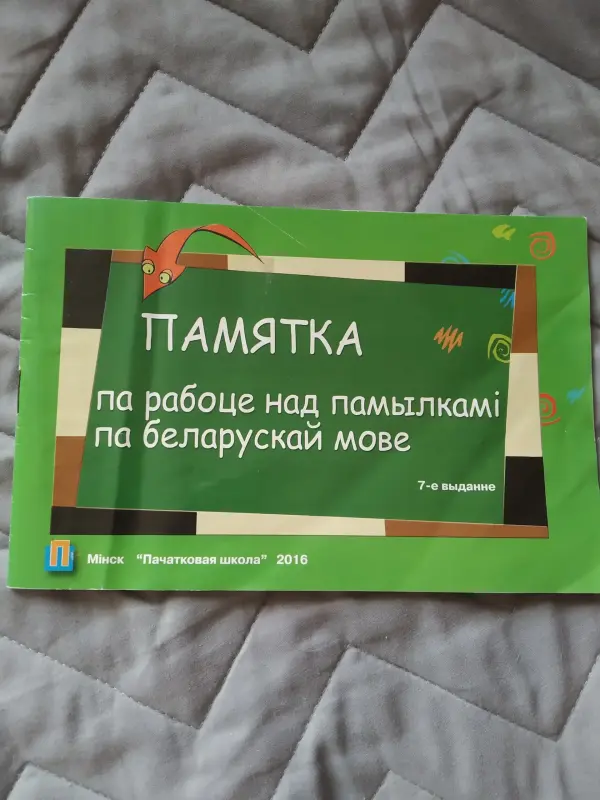 ПАМЯТКА
па рабоце над памылкамі
па беларускай мове
7-е выданне
П
Мінск "Пачатковая школа" 2016